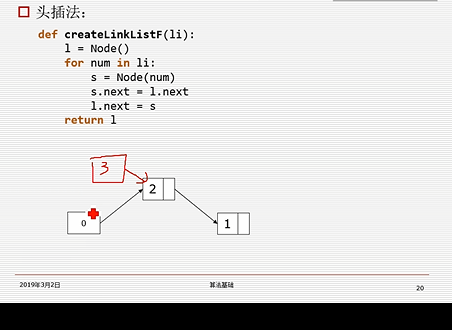 头插法:
def createLinkListF(li):
    l = Node()
    for num in li:
        s = Node(num)
        s.next = l.next
        l.next = s
    return l
3
2
0
1
2019年3月2日 算法基础 20